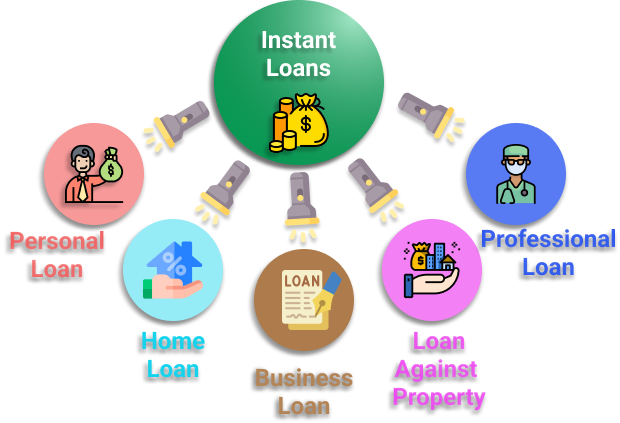 Instant
Loans
$
$
Personal
Loan
%
Home
Loan
LOAN
Business
Loan
$
Loan
Against
Property
Professional
Loan